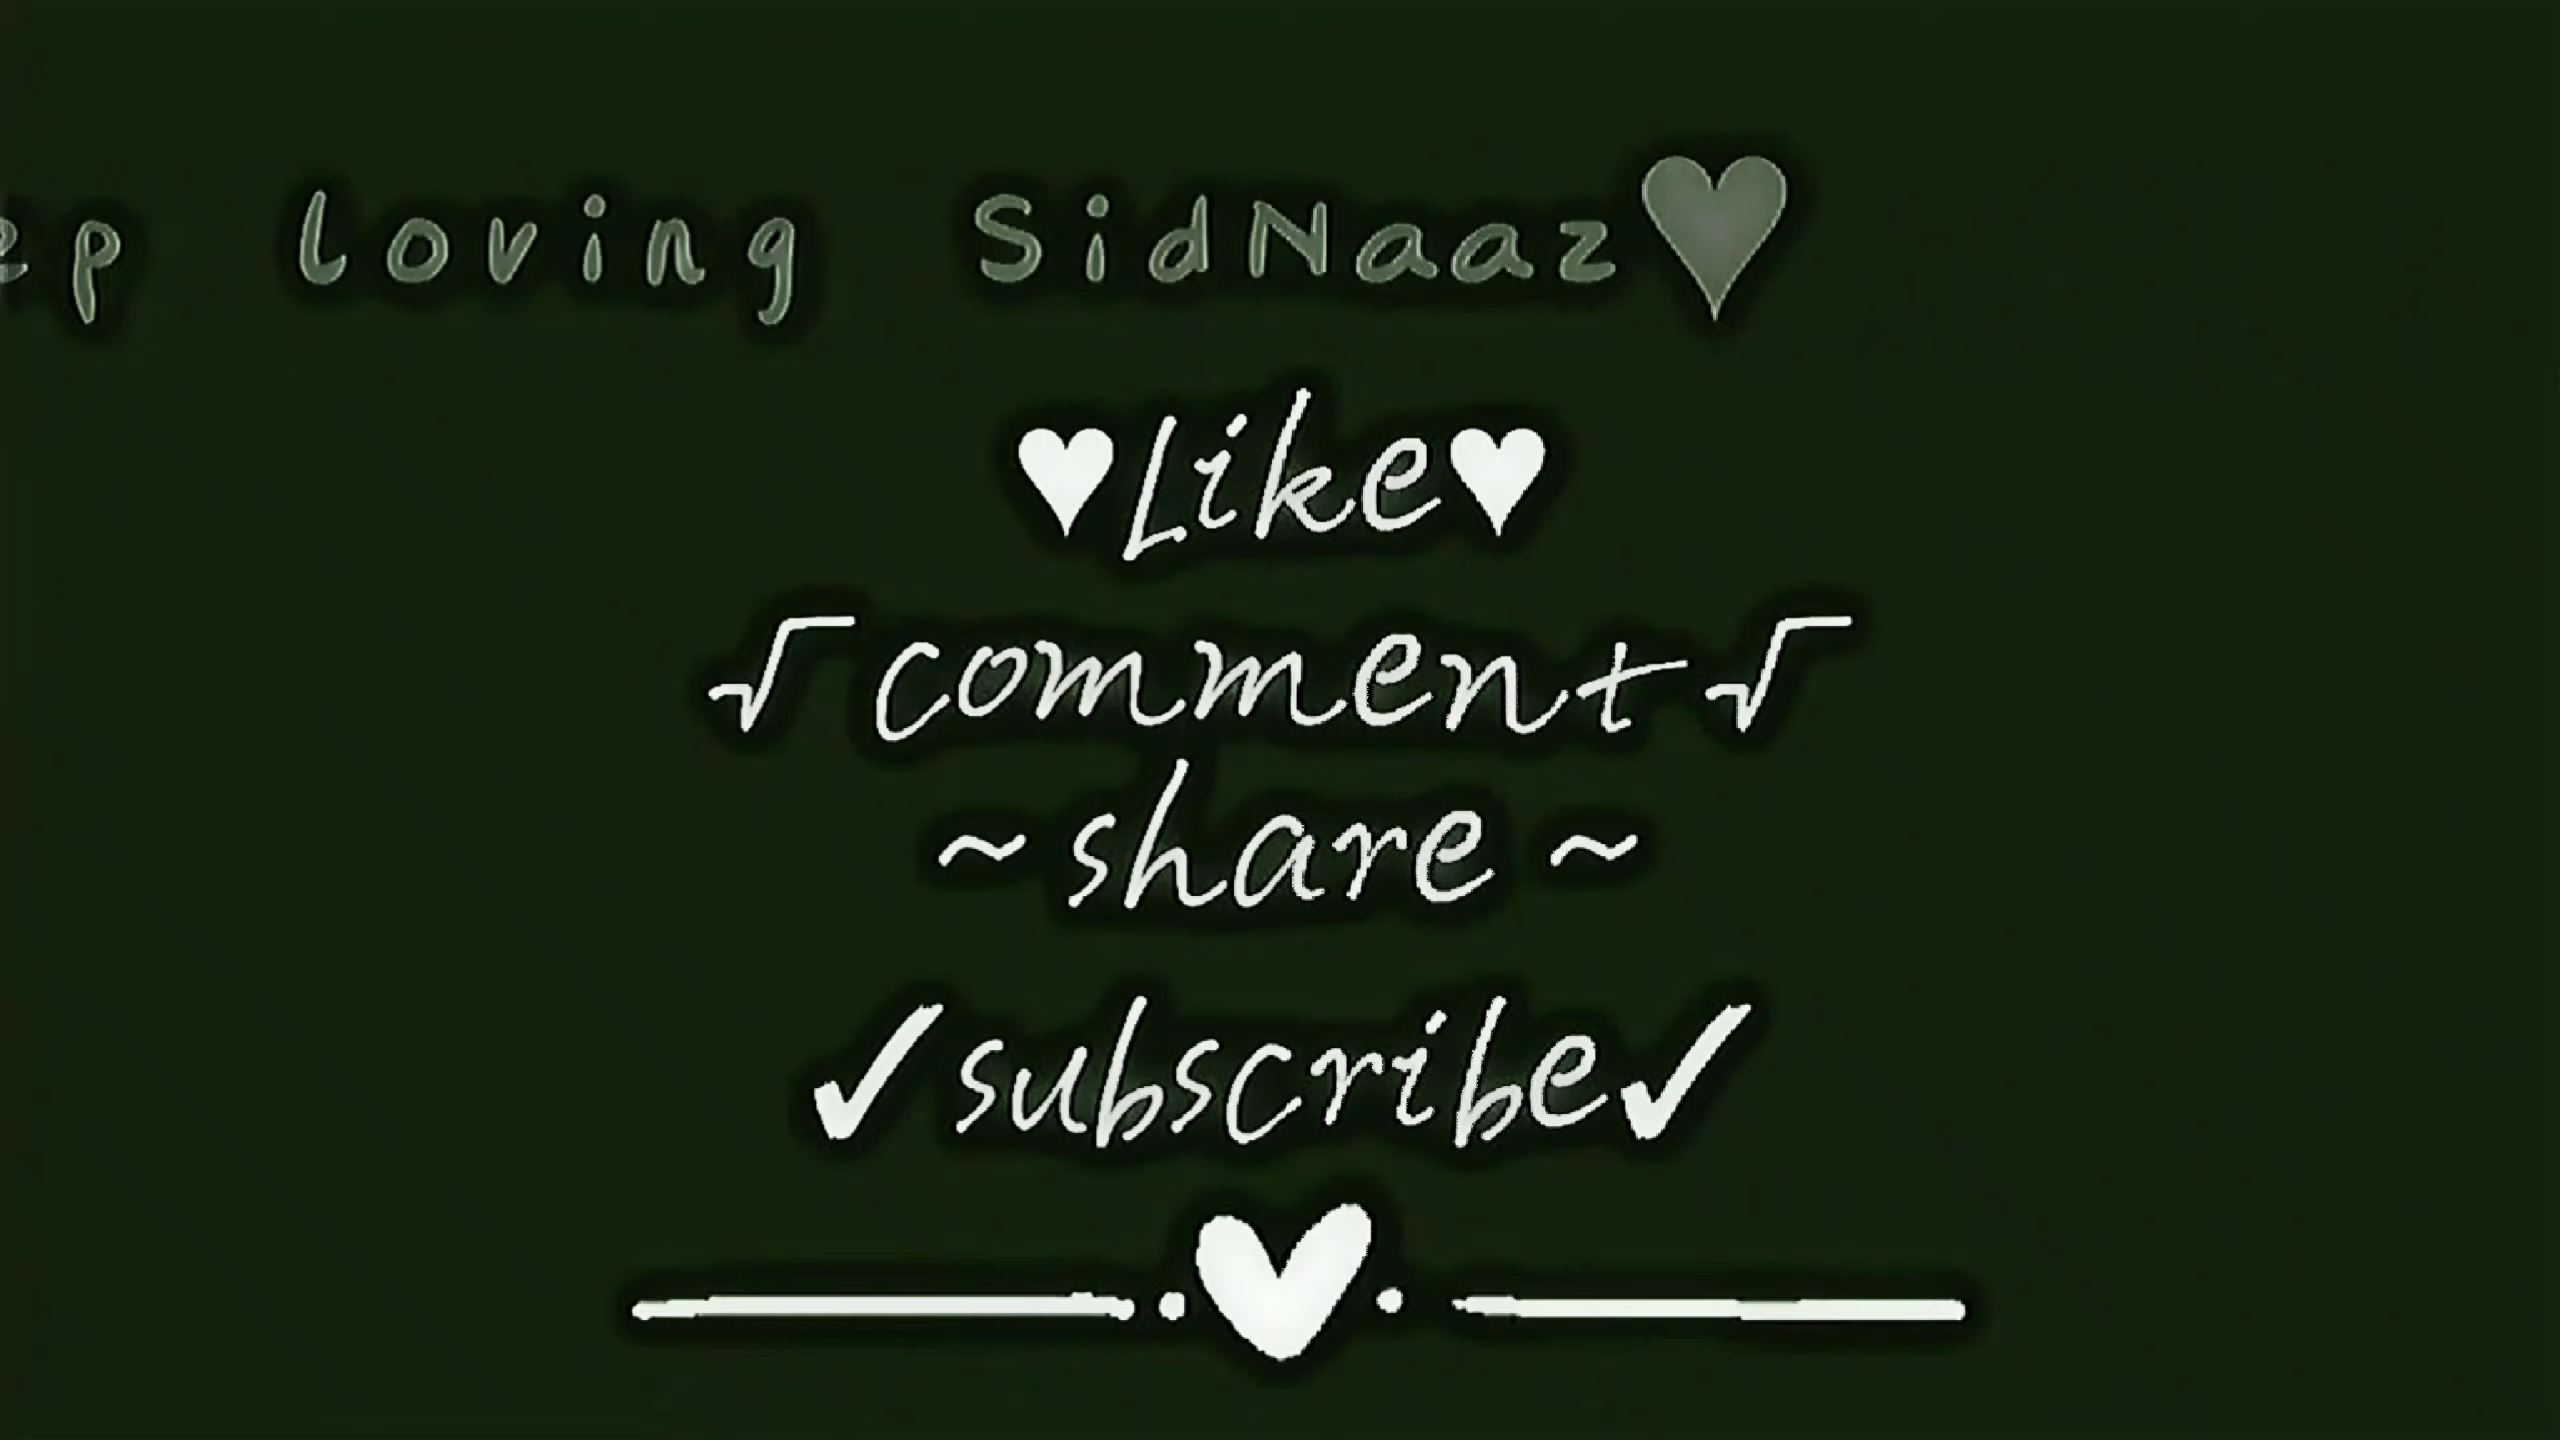 ep loving SidNaaz♥
♥Like♥
√comment√
~share~
✓subscribe✓